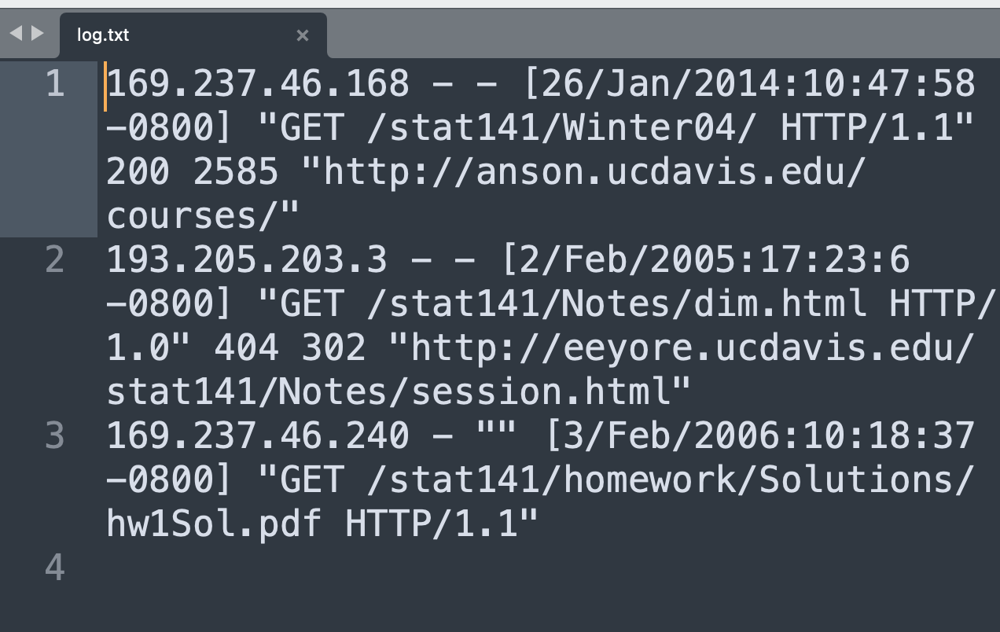 log.txt ×
1 169.237.46.168 - - [26/Jan/2014:10:47:58
-0800] "GET /stat141/Winter04/ HTTP/1.1"
200 2585 "http://anson.ucdavis.edu/
courses/"
2 193.205.203.3 - - [2/Feb/2005:17:23:6
-0800] "GET /stat141/Notes/dim.html HTTP/
1.0" 404 302 "http://eeyore.ucdavis.edu/
stat141/Notes/session.html"
3 169.237.46.240 - "" [3/Feb/2006:10:18:37
-0800] "GET /stat141/homework/Solutions/
hw1Sol.pdf HTTP/1.1"
4